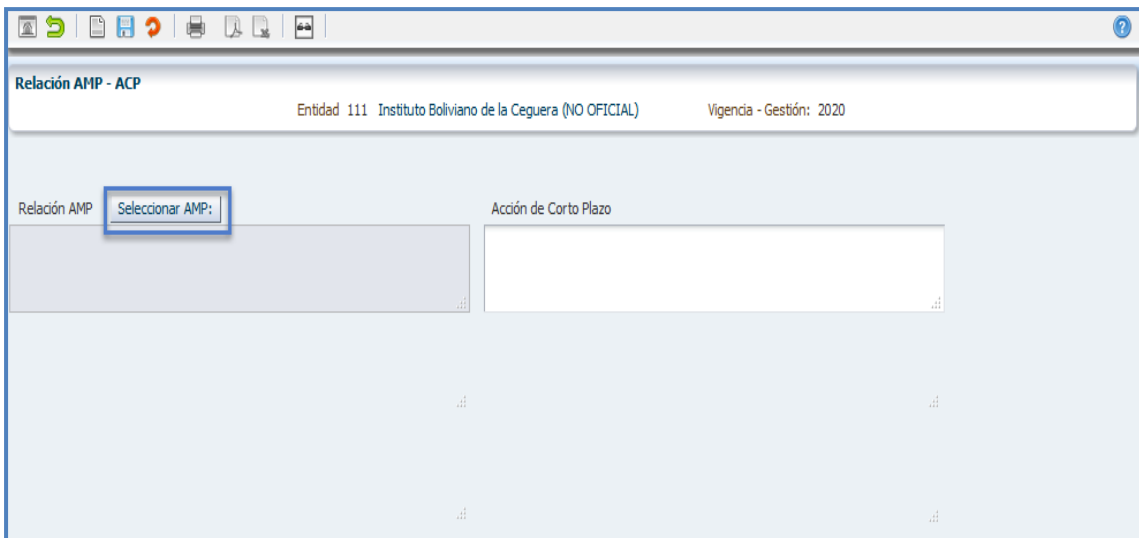 Relación AMP - ACP
Entidad 111 Instituto Boliviano de la Ceguera (NO OFICIAL) Vigencia - Gestión: 2020
Relación AMP Seleccionar AMP: Acción de Corto Plazo